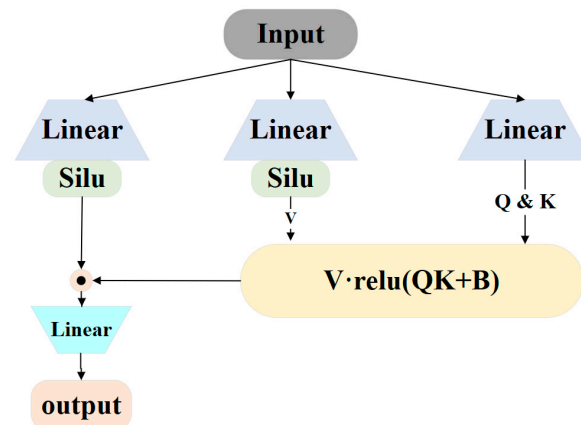 Input
Linear
Linear
Linear
Silu
Silu
Q & K
V
V·relu(QK+B)
Linear
output